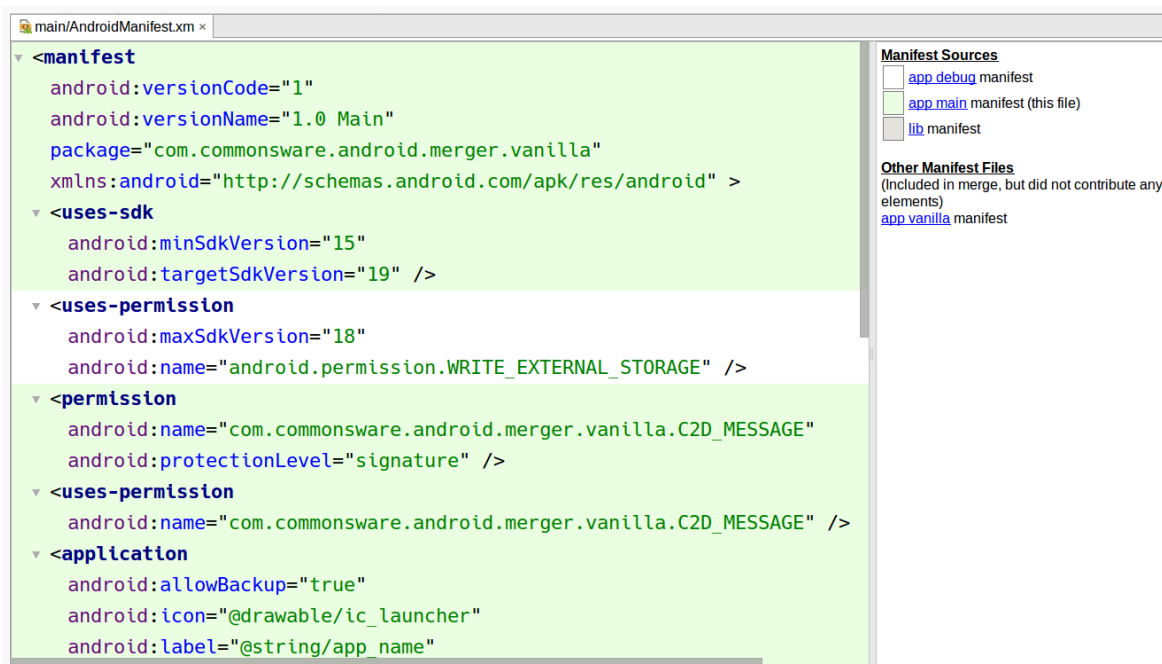 main/AndroidManifest.xm ×
<manifest
android:versionCode="1"
android:versionName="1.0 Main"
package="com.commonsware.android.merger.vanilla"
xmlns:android="http://schemas.android.com/apk/res/android" >
<uses-sdk
android:minSdkVersion="15"
android:targetSdkVersion="19" />
<uses-permission
android:maxSdkVersion="18"
android:name="android.permission.WRITE_EXTERNAL_STORAGE" />
<permission
android:name="com.commonsware.android.merger.vanilla.C2D_MESSAGE"
android:protectionLevel="signature" />
<uses-permission
android:name="com.commonsware.android.merger.vanilla.C2D_MESSAGE" />
<application
android:allowBackup="true"
android:icon="@drawable/ic_launcher"
android:label="@string/app_name"
Manifest Sources
app debug manifest
app main manifest (this file)
lib manifest
Other Manifest Files
(Included in merge, but did not contribute any
elements)
app vanilla manifest